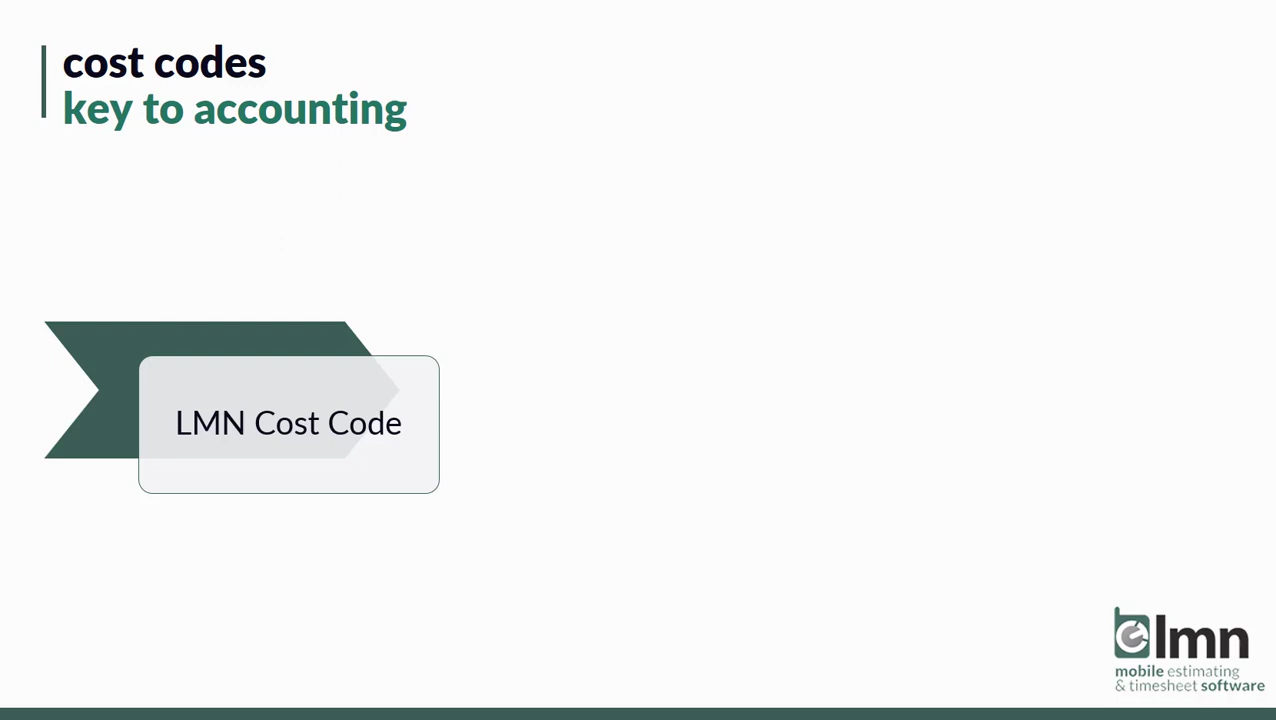 cost codes
key to accounting
LMN Cost Code
lmn
mobile estimating
& timesheet software